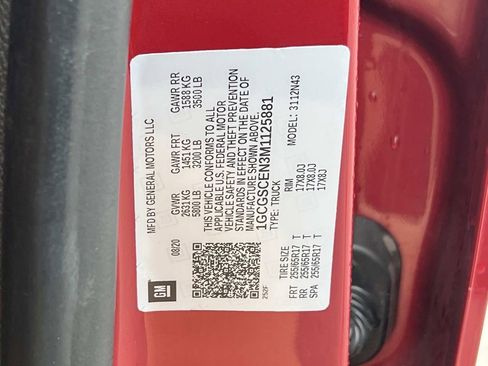 MFD BY GENERAL MOTORS LLC
08/20 GVWR GAWR FRT GAWR RR
2631 KG 1451 KG 1588 KG
5800 LB 3200 LB 3500 LB
THIS VEHICLE CONFORMS TO ALL
APPLICABLE U.S. FEDERAL MOTOR
VEHICLE SAFETY AND THEFT PREVENTION
STANDARDS IN EFFECT ON THE DATE OF
MANUFACTURE SHOWN ABOVE.
1GCGSCEN3M1125881
TYPE: TRUCK MODEL: 3112N43
TIRE SIZE RIM
FRT 255/65R17 T 17X8.0J
RR 255/65R17 T 17X8.0J
SPA 255/65R17 T 17X8J
GM